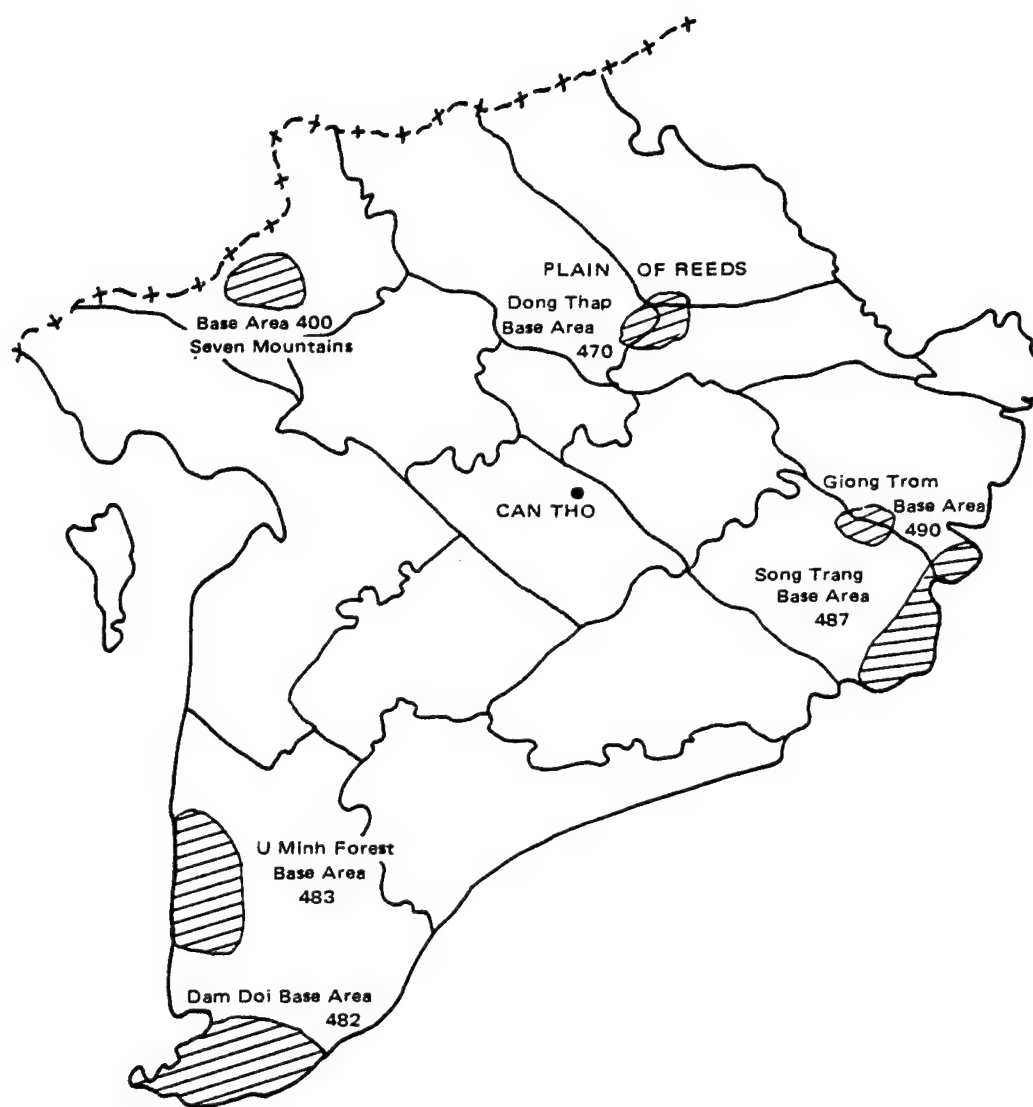 PLAIN OF REEDS
Dong Thap
Base Area
470
Base Area 400
Seven Mountains
CAN THO
Giong Trom
Base Area
490
Song Trang
Base Area
487
U Minh Forest
Base Area
483
Dam Doi Base Area
482